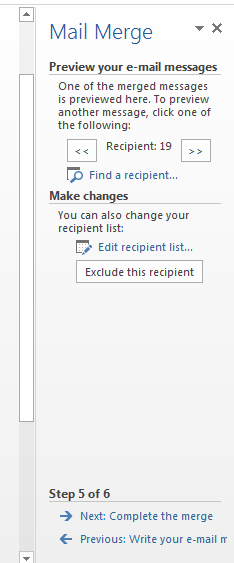 Mail Merge
Preview your e-mail messages
One of the merged messages
is previewed here. To preview
another message, click one of
the following:
<< Recipient: 19 >>
Find a recipient...
Make changes
You can also change your
recipient list:
Edit recipient list...
Exclude this recipient
Step 5 of 6
Next: Complete the merge
Previous: Write your e-mail m